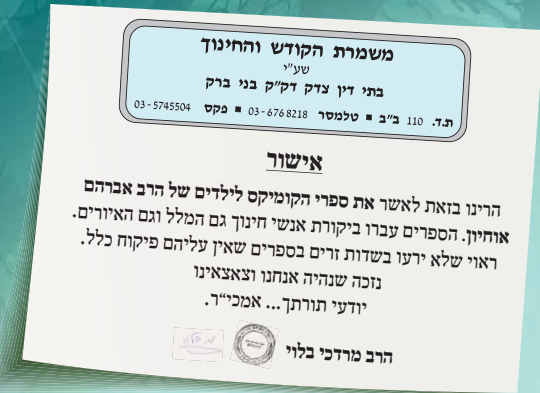 משמרת הקודש והחינוך
שע"י
בתי דין צדק דק"ק בני ברק
ת.ד. 110 ב"ב ■ טלמסר 03-6768218 ■ פקס 03-5745504
אישור
הרינו בזאת לאשר את ספרי הקומיקס לילדים של הרב אברהם
אוחיון. הספרים עברו ביקורת אנשי חינוך גם המלל וגם האיורים.
ראוי שלא ירעו בשדות זרים בספרים שאין עליהם פיקוח כלל.
נזכה שנהיה אנחנו וצאצאינו
יודעי תורתך... אמכי"ר.
הרב מרדכי בלוי